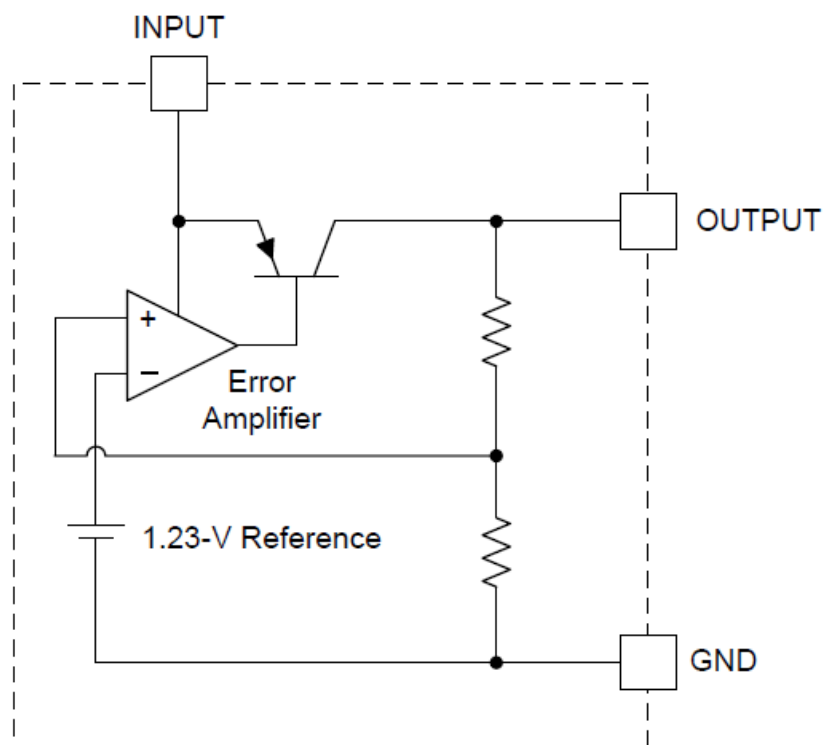 INPUT
OUTPUT
+
−
Error
Amplifier
1.23-V Reference
GND